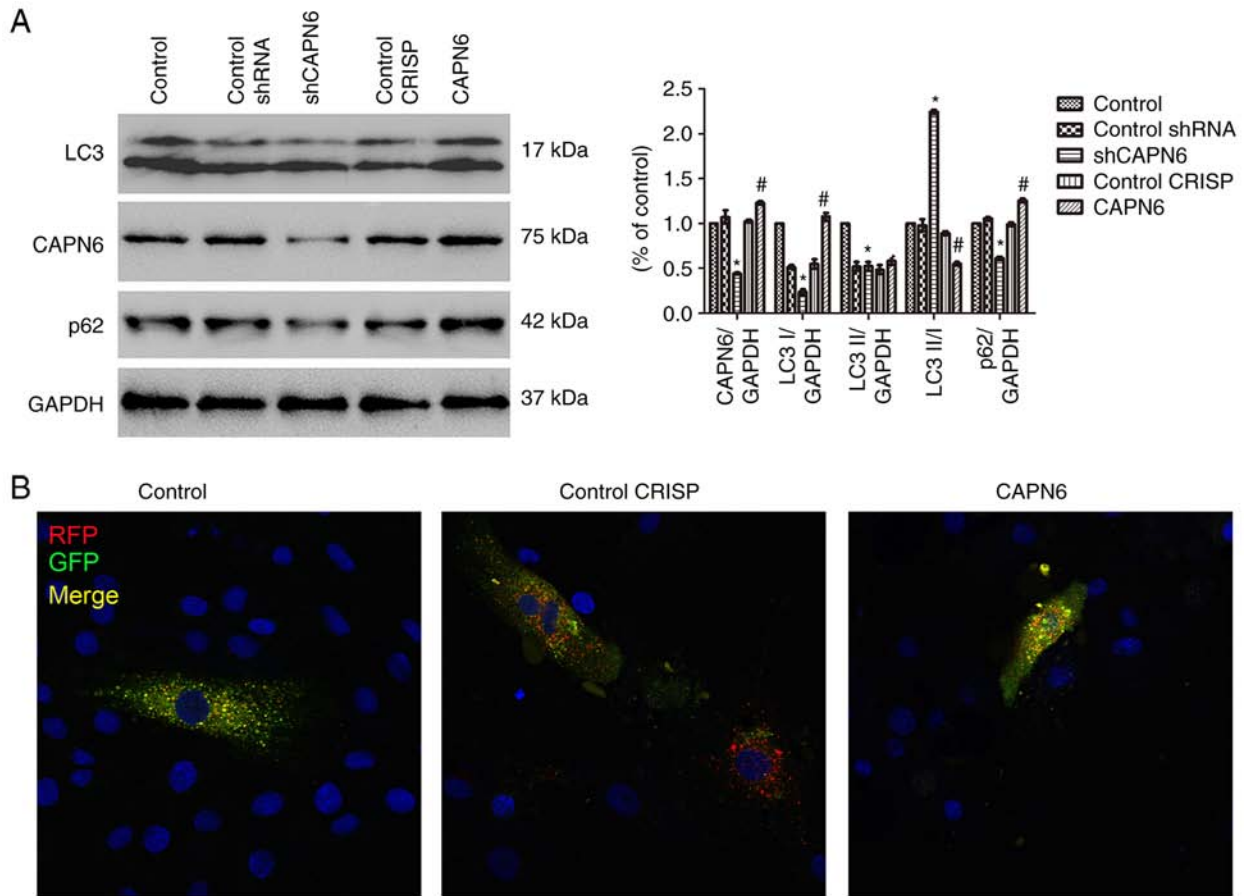 A
Control
Control
shRNA
shCAPN6
Control
CRISP
CAPN6
LC3
17 kDa
CAPN6
75 kDa
p62
42 kDa
GAPDH
37 kDa
(% of control)
2.5
2.0
1.5
1.0
0.5
0.0
*
#
*
#
*
*
#
*
#
CAPN6/
GAPDH
LC3 I/
GAPDH
LC3 II/
GAPDH
LC3 II/I
p62/
GAPDH
Control
Control shRNA
shCAPN6
Control CRISP
CAPN6
B
Control
Control CRISP
CAPN6
RFP
GFP
Merge